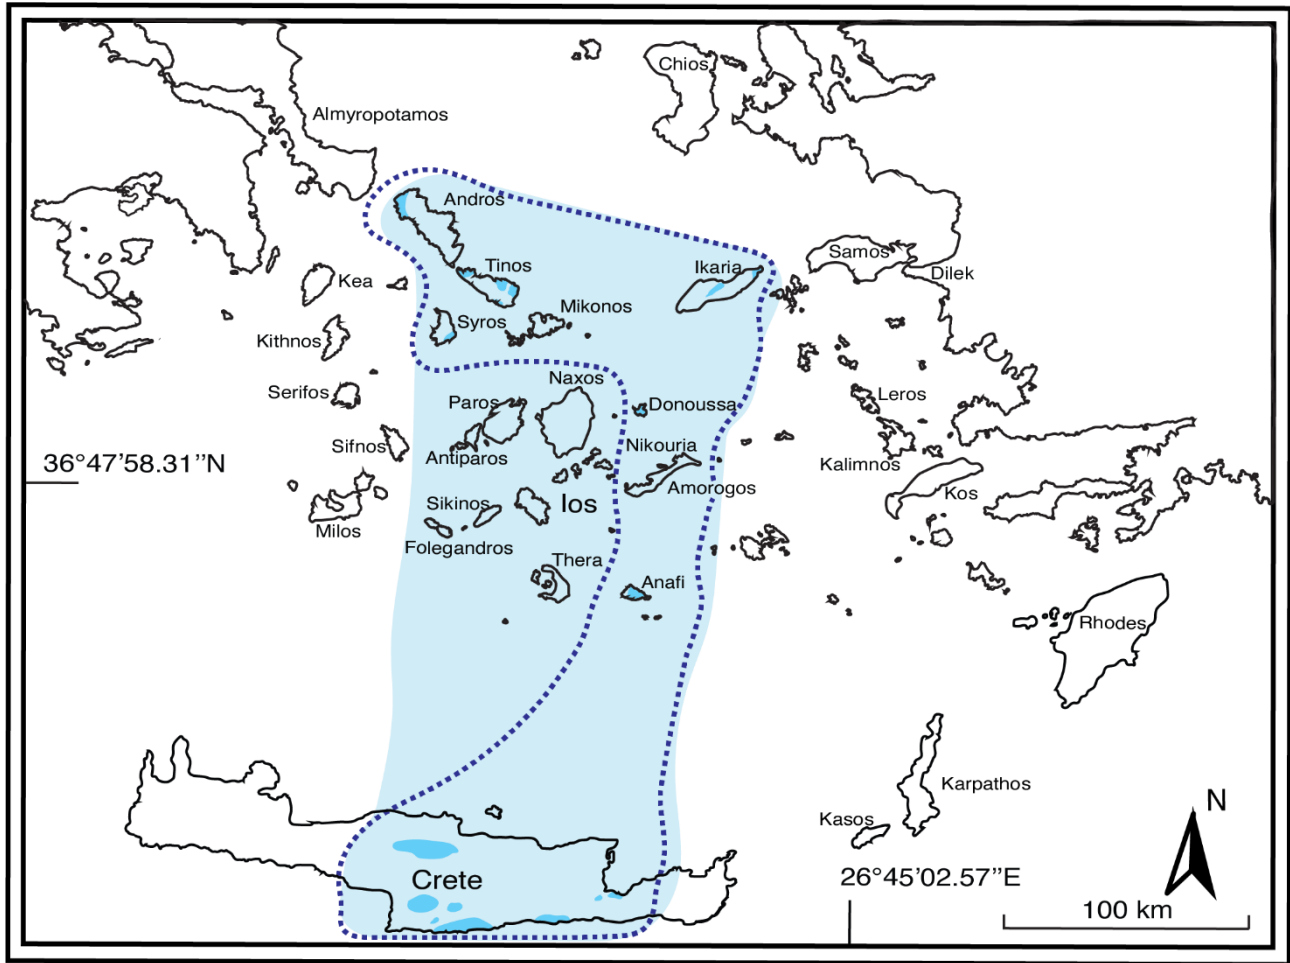 Chios
Almyropotamos
Andros
Samos
Tinos
Ikaria
Dilek
Kea
Mikonos
Syros
Kithnos
Naxos
Serifos
Paros
Donoussa
Leros
Sifnos
Nikouria
Antiparos
36°47'58.31''N
Kalimnos
Amorogos
Kos
Sikinos
Ios
Milos
Folegandros
Thera
Anafi
Rhodes
Karpathos
N
Kasos
Crete
26°45'02.57''E
100 km